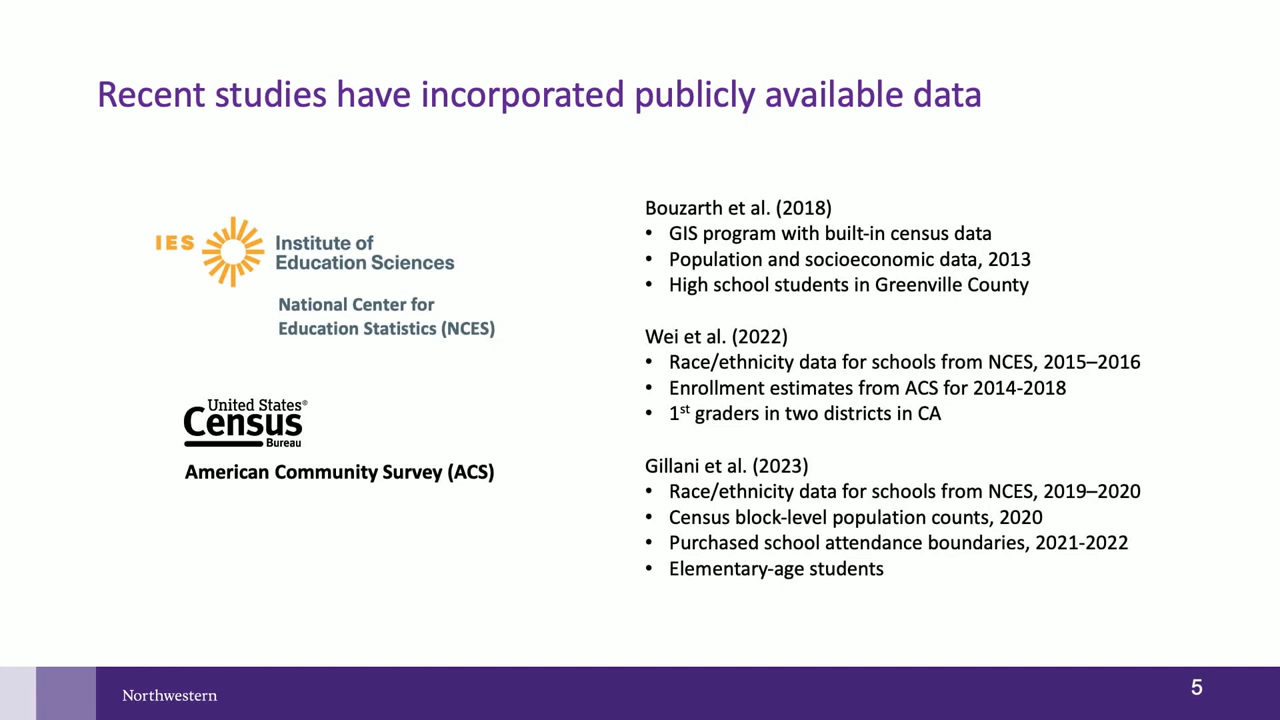 Recent studies have incorporated publicly available data
IES
Institute of
Education Sciences
National Center for
Education Statistics (NCES)
United States®
Census
Bureau
American Community Survey (ACS)
Bouzarth et al. (2018)
• GIS program with built-in census data
• Population and socioeconomic data, 2013
• High school students in Greenville County
Wei et al. (2022)
• Race/ethnicity data for schools from NCES, 2015–2016
• Enrollment estimates from ACS for 2014-2018
• 1st graders in two districts in CA
Gillani et al. (2023)
• Race/ethnicity data for schools from NCES, 2019–2020
• Census block-level population counts, 2020
• Purchased school attendance boundaries, 2021-2022
• Elementary-age students
Northwestern
5